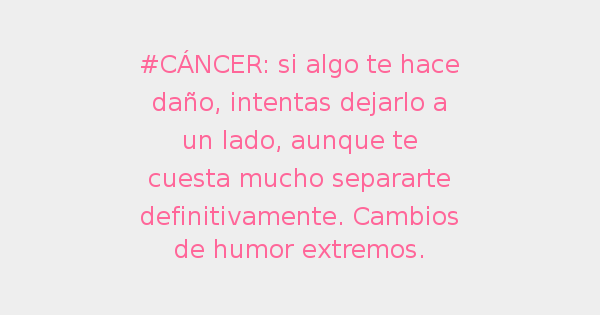 #CÁNCER: si algo te hace
daño, intentas dejarlo a
un lado, aunque te
cuesta mucho separarte
definitivamente. Cambios
de humor extremos.